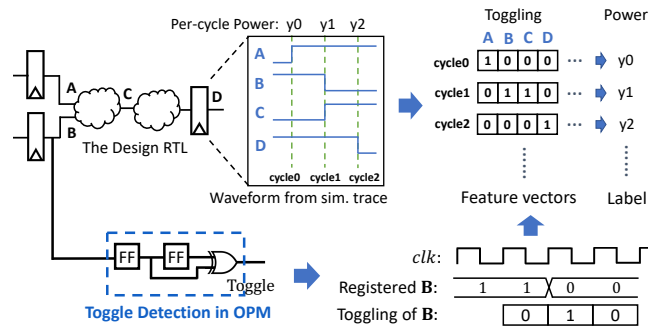 Per-cycle Power: y0 y1 y2
A
B
C
D
cycle0 cycle1 cycle2
Waveform from sim. trace
A
C
D
B
The Design RTL
Toggling Power
A B C D
cycle0 1 0 0 0 ··· y0
cycle1 0 1 1 0 ··· y1
cycle2 0 0 0 1 ··· y2
Feature vectors Label
FF FF
Toggle
Toggle Detection in OPM
clk:
Registered B: 1 1 0 0
Toggling of B: 0 1 0